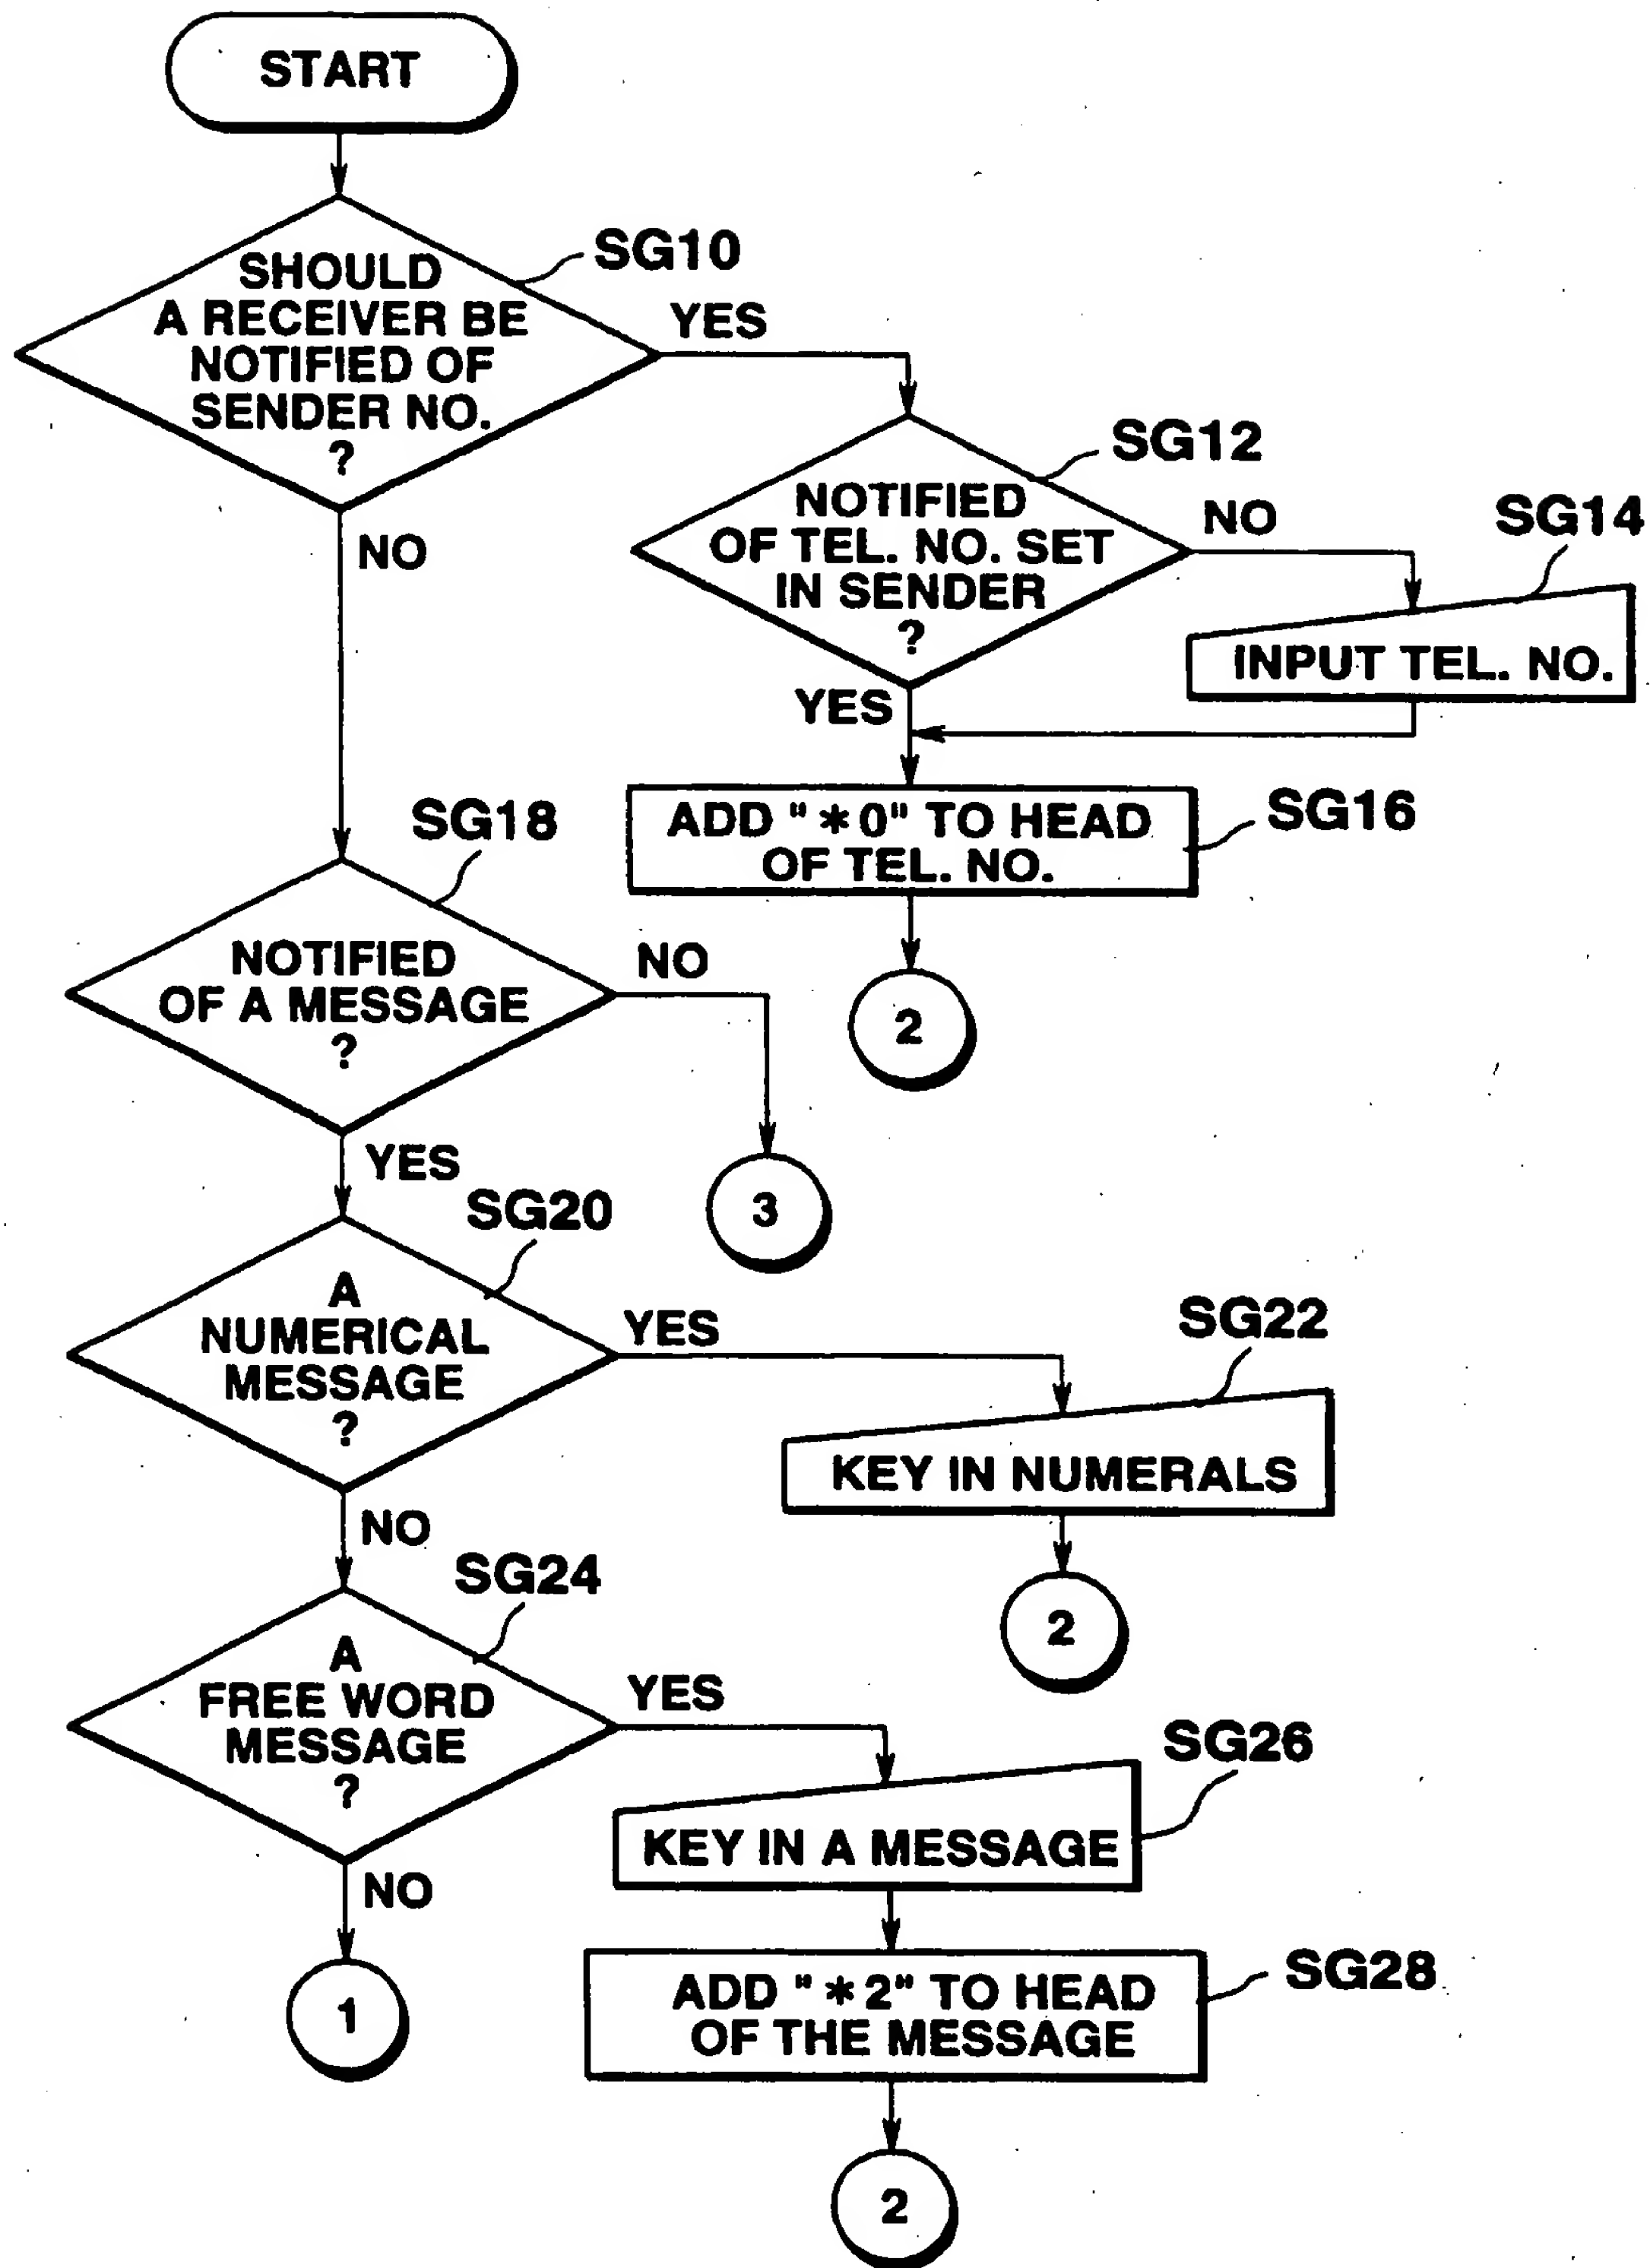 START
SHOULD
A RECEIVER BE
NOTIFIED OF
SENDER NO.
?
SG10
YES
NO
NOTIFIED
OF TEL. NO. SET
IN SENDER
?
SG12
NO
SG14
INPUT TEL. NO.
YES
ADD "*0" TO HEAD
OF TEL. NO.
SG16
2
SG18
NOTIFIED
OF A MESSAGE
?
NO
3
YES
SG20
A
NUMERICAL
MESSAGE
?
YES
SG22
KEY IN NUMERALS
2
NO
SG24
A
FREE WORD
MESSAGE
?
YES
SG26
KEY IN A MESSAGE
NO
1
ADD "*2" TO HEAD
OF THE MESSAGE
SG28
2